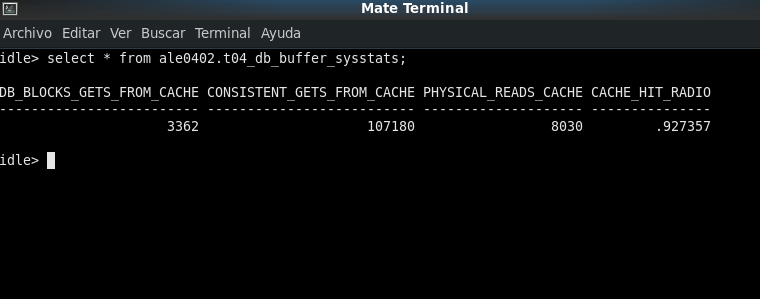 Mate Terminal
Archivo Editar Ver Buscar Terminal Ayuda
idle> select * from ale0402.t04_db_buffer_sysstats;
DB_BLOCKS_GETS_FROM_CACHE CONSISTENT_GETS_FROM_CACHE PHYSICAL_READS_CACHE CACHE_HIT_RADIO
------------------------- -------------------------- -------------------- ---------------
3362 107180 8030 .927357
idle>